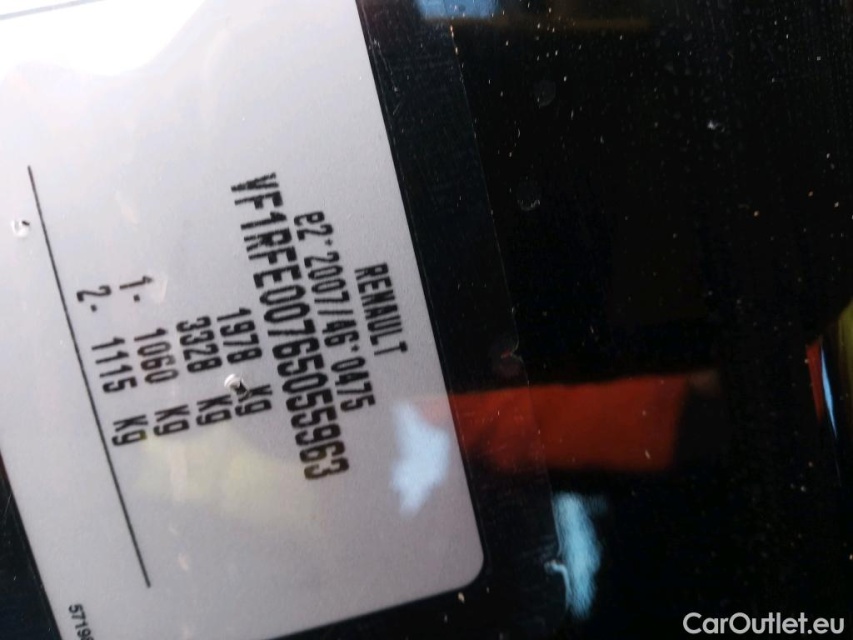 RENAULT
e2*2007/46*0475
VF1RFE00765055963
1978 Kg
3328 Kg
1- 1060 Kg
2- 1115 Kg
CarOutlet.eu